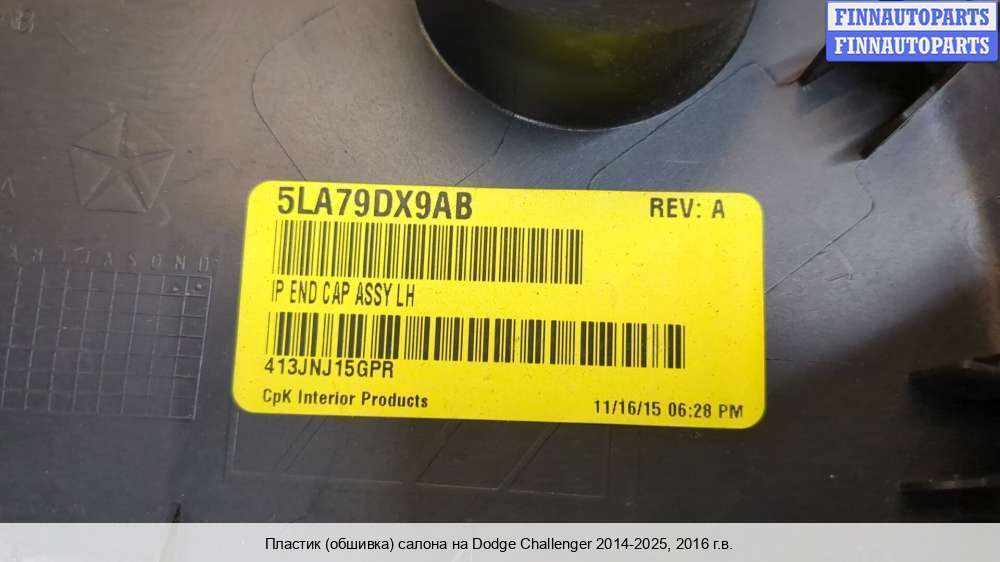 FINNAUTOPARTS
FINNAUTOPARTS
5LA79DX9AB
REV: A
IP END CAP ASSY LH
413JNJ15GPR
CpK Interior Products
11/16/15 06:28 PM
Пластик (обшивка) салона на Dodge Challenger 2014-2025, 2016 г.в.